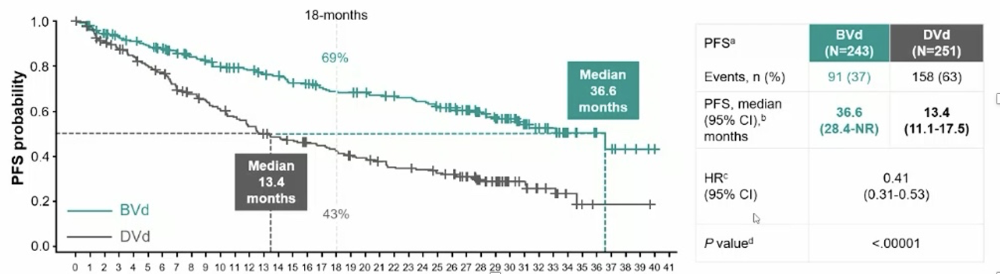 18-months
1.0
0.8
0.6
0.4
0.2
0.0
PFS probability
69%
43%
Median
36.6
months
Median
13.4
months
BVd
DVd
0 1 2 3 4 5 6 7 8 9 10 11 12 13 14 15 16 17 18 19 20 21 22 23 24 25 26 27 28 29 30 31 32 33 34 35 36 37 38 39 40 41
PFSᵃ
BVd
(N=243)
DVd
(N=251)
Events, n (%)
91 (37)
158 (63)
PFS, median
(95% CI),ᵇ
months
36.6
(28.4-NR)
13.4
(11.1-17.5)
HRᶜ
(95% CI)
0.41
(0.31-0.53)
P valueᵈ
<.00001